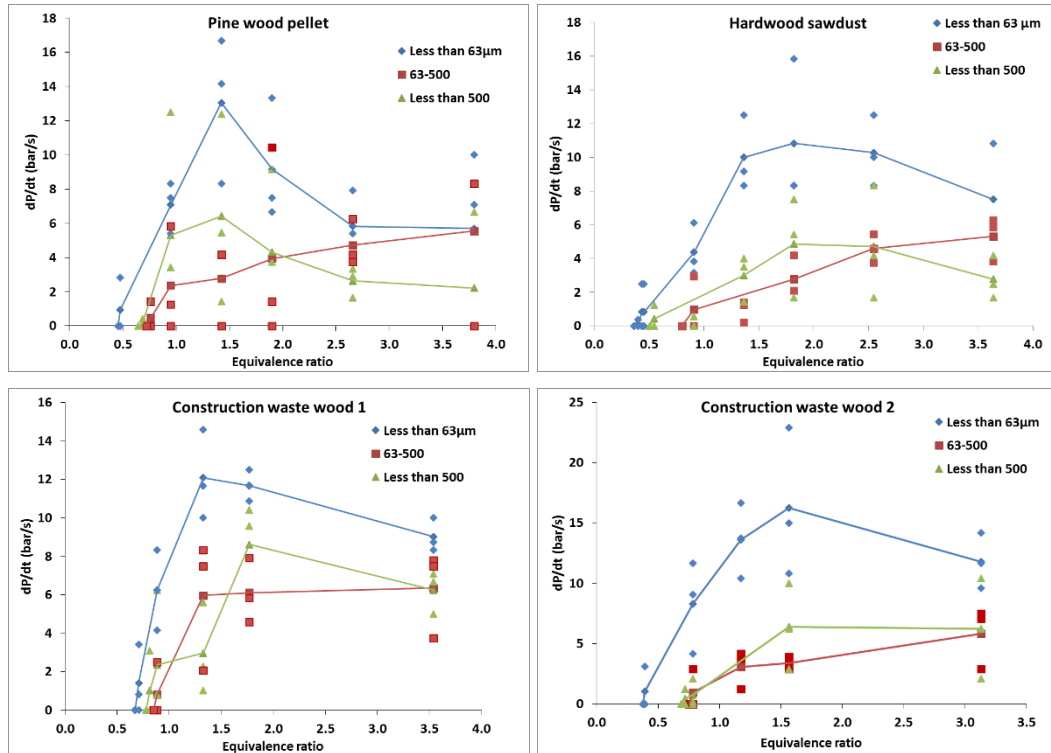 Pine wood pellet
18
16
14
12
10
8
6
4
2
0
dP/dt (bar/s)
Less than 63µm
63-500
Less than 500
0.0 0.5 1.0 1.5 2.0 2.5 3.0 3.5 4.0
Equivalence ratio
Hardwood sawdust
18
16
14
12
10
8
6
4
2
0
dP/dt (bar/s)
Less than 63 µm
63-500
Less than 500
0.0 0.5 1.0 1.5 2.0 2.5 3.0 3.5 4.0
Equivalence ratio
Construction waste wood 1
16
14
12
10
8
6
4
2
0
dP/dt (bar/s)
Less than 63µm
63-500
Less than 500
0.0 0.5 1.0 1.5 2.0 2.5 3.0 3.5 4.0
Equivalence ratio
Construction waste wood 2
25
20
15
10
5
0
dP/dt (bar/s)
Less than 63µm
63-500
Less than 500
0.0 0.5 1.0 1.5 2.0 2.5 3.0 3.5
Equivalence ratio